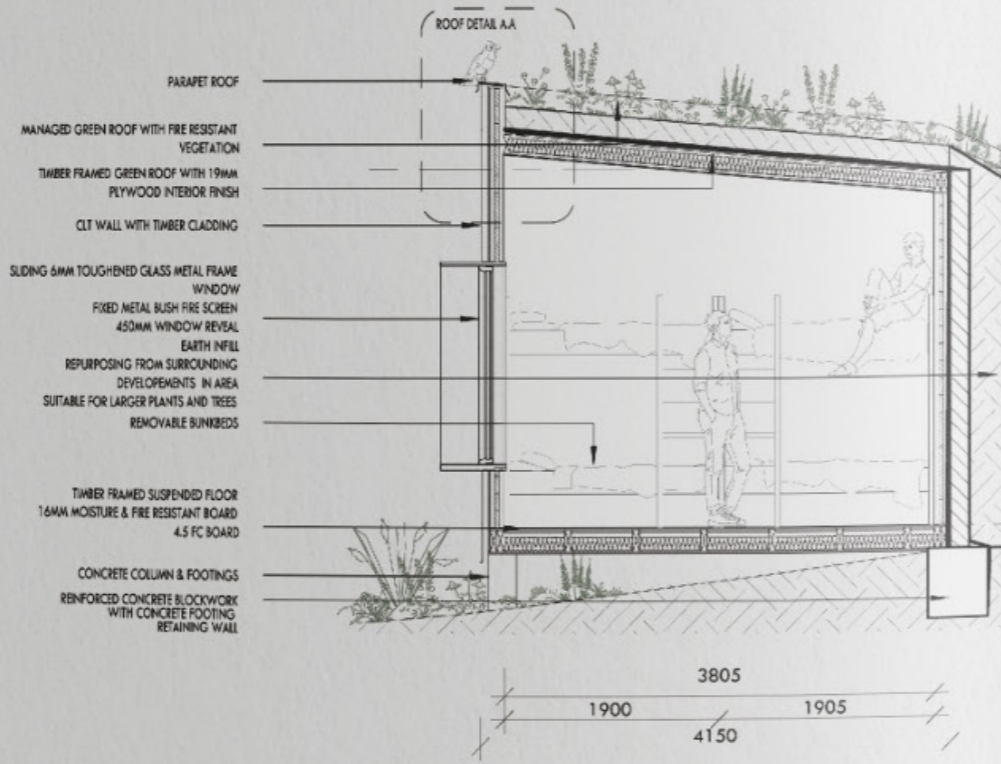 ROOF DETAIL A.A
PARAPET ROOF
MANAGED GREEN ROOF WITH FIRE RESISTANT
VEGETATION
TIMBER FRAMED GREEN ROOF WITH 19MM
PLYWOOD INTERIOR FINISH
CLT WALL WITH TIMBER CLADDING
SLIDING 6MM TOUGHENED GLASS METAL FRAME
WINDOW
FIXED METAL BUSH FIRE SCREEN
450MM WINDOW REVEAL
EARTH INFILL
REPURPOSING FROM SURROUNDING
DEVELOPEMENTS IN AREA
SUITABLE FOR LARGER PLANTS AND TREES
REMOVABLE BUNKBEDS
TIMBER FRAMED SUSPENDED FLOOR
16MM MOISTURE & FIRE RESISTANT BOARD
4.5 FC BOARD
CONCRETE COLUMN & FOOTINGS
REINFORCED CONCRETE BLOCKWORK
WITH CONCRETE FOOTING
RETAINING WALL
3805
1900
1905
4150